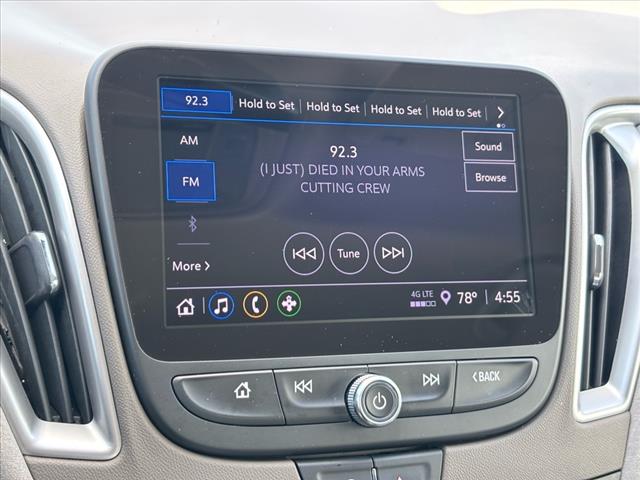 92.3 Hold to Set Hold to Set Hold to Set Hold to Set
AM
92.3
Sound
(I JUST) DIED IN YOUR ARMS
FM
CUTTING CREW
Browse
Tune
More
4G LTE
78° 4:55
BACK